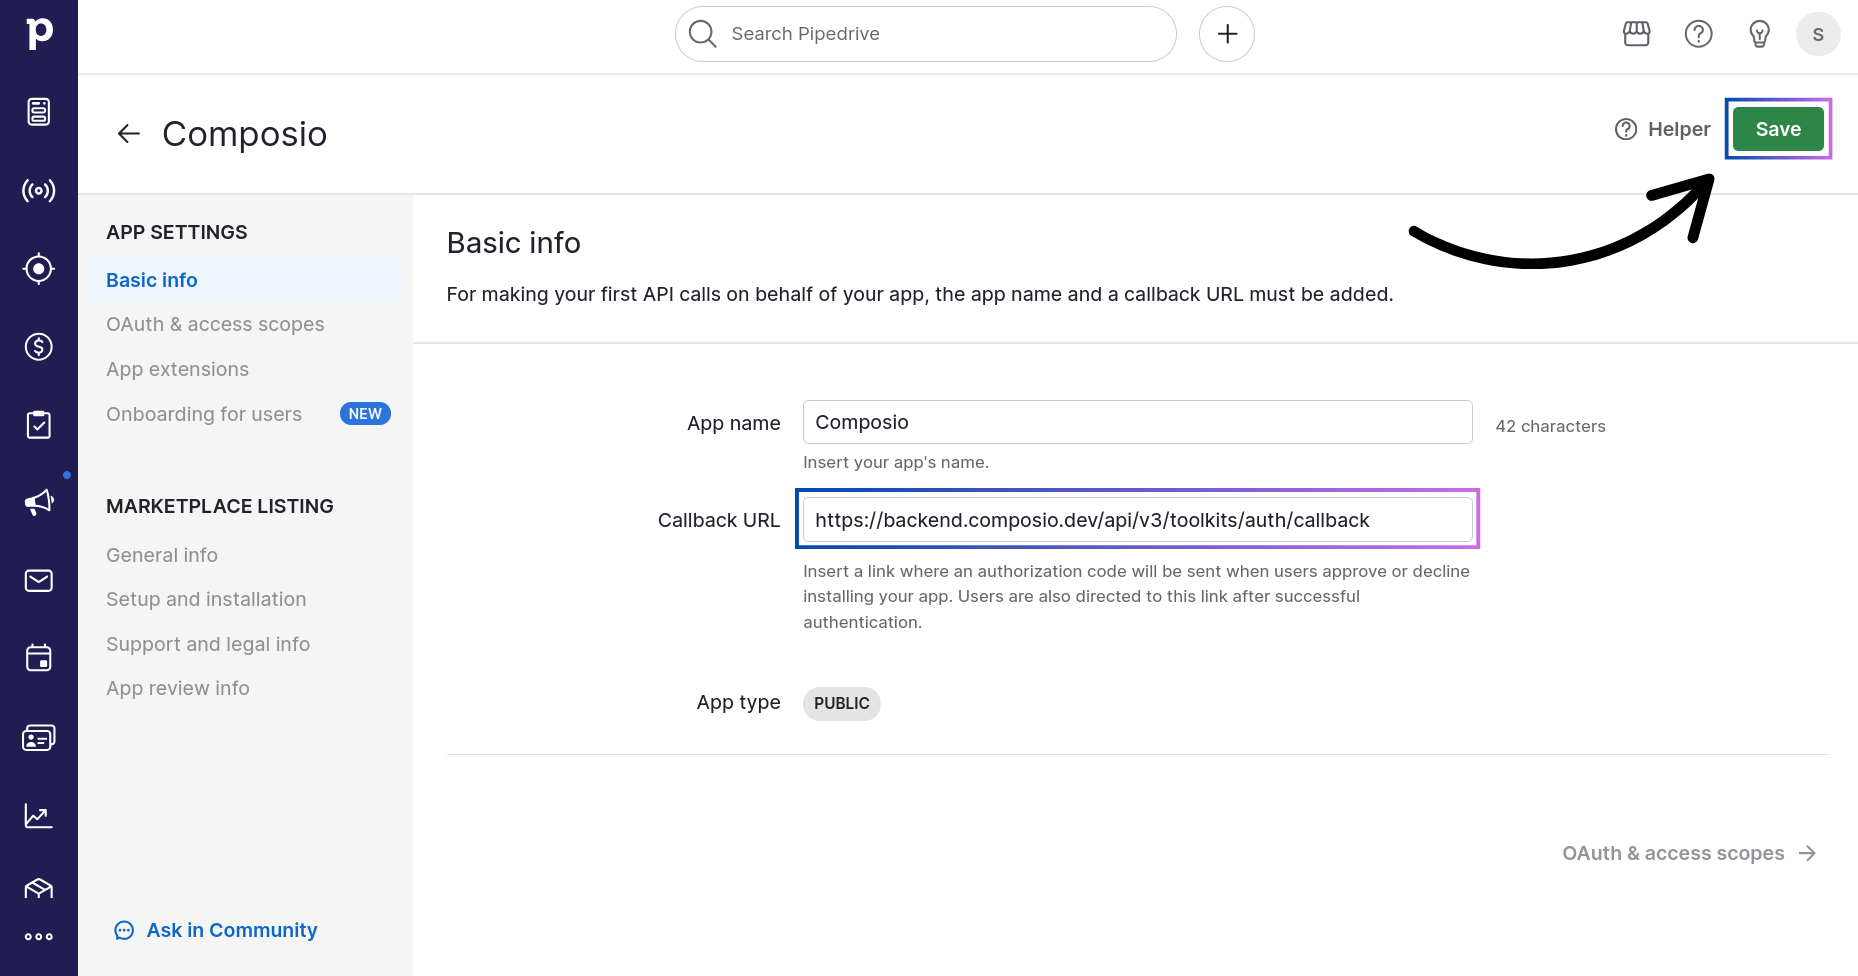 p
Search Pipedrive
S
Composio
Helper
Save
APP SETTINGS
Basic info
OAuth & access scopes
App extensions
Onboarding for users
NEW
MARKETPLACE LISTING
General info
Setup and installation
Support and legal info
App review info
Ask in Community
Basic info
For making your first API calls on behalf of your app, the app name and a callback URL must be added.
App name
Composio
42 characters
Insert your app's name.
Callback URL
https://backend.composio.dev/api/v3/toolkits/auth/callback
Insert a link where an authorization code will be sent when users approve or decline
installing your app. Users are also directed to this link after successful
authentication.
App type
PUBLIC
OAuth & access scopes